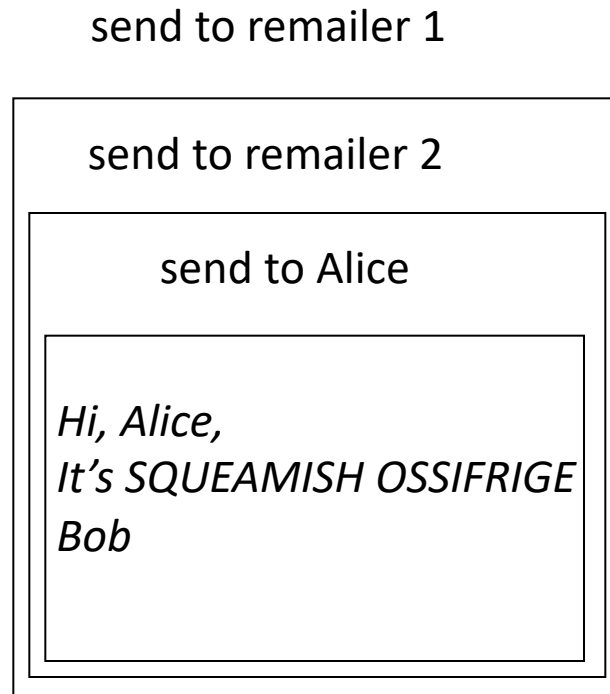 send to remailer 1
send to remailer 2
send to Alice
Hi, Alice,
It’s SQUEAMISH OSSIFRIGE
Bob